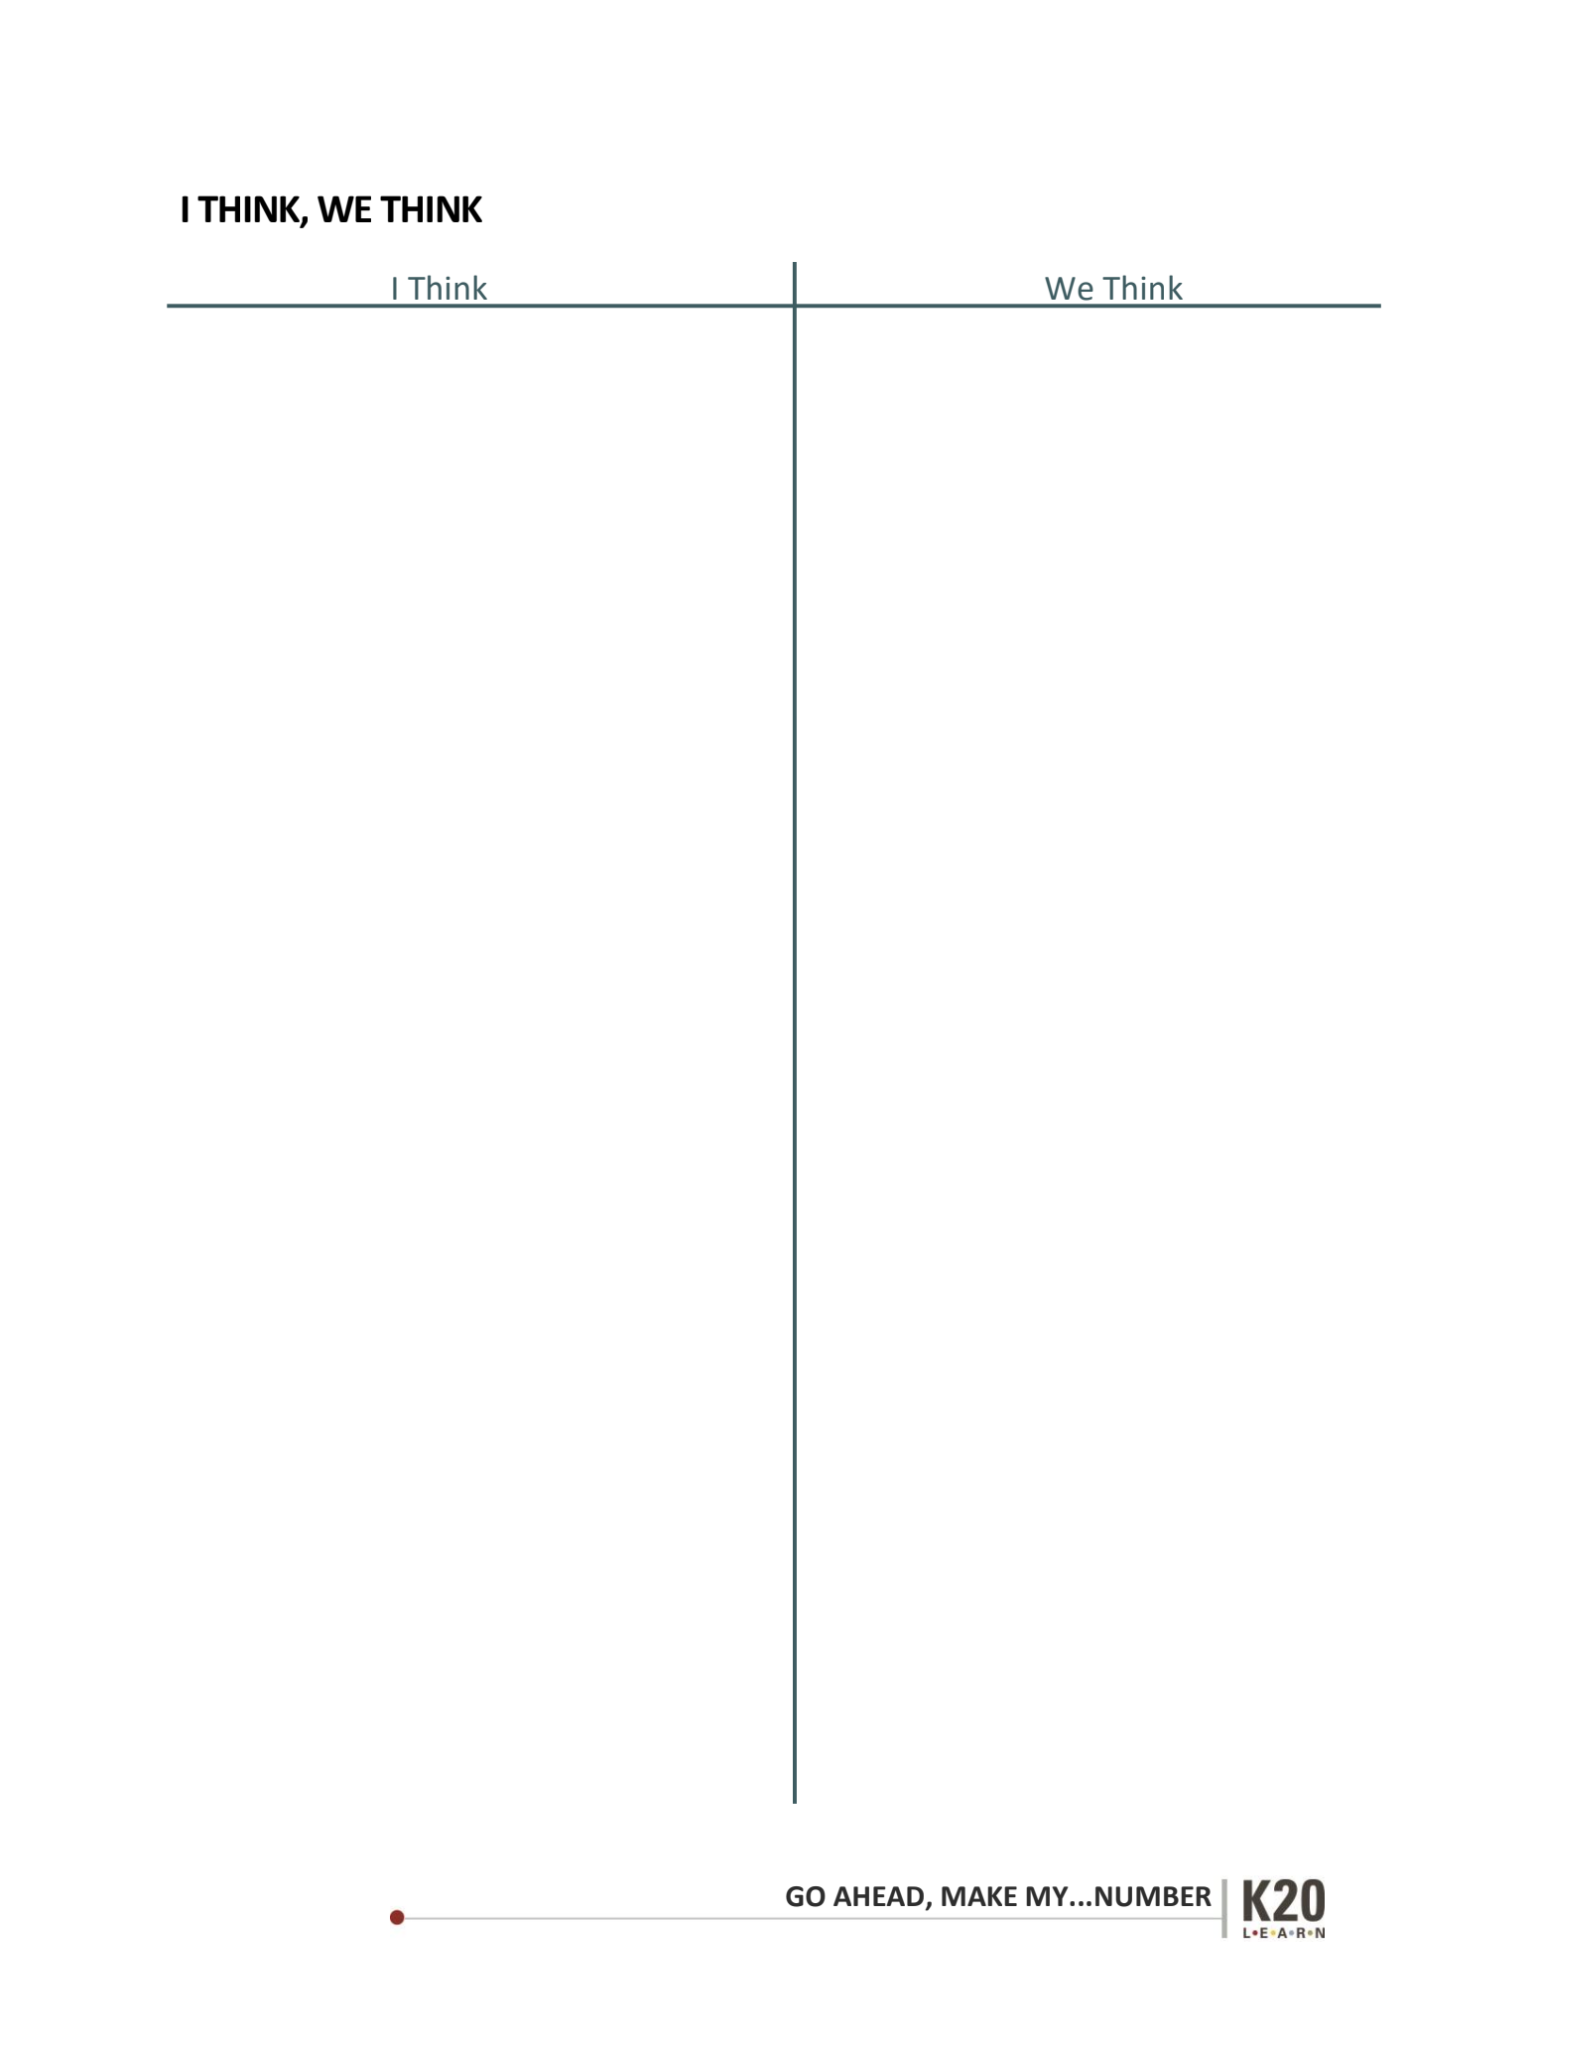 I THINK, WE THINK
I Think
We Think
GO AHEAD, MAKE MY...NUMBER
K20
L•E•A•R•N